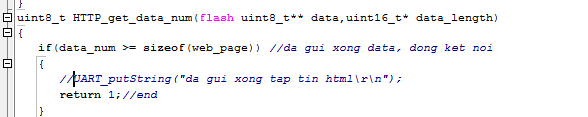 }
uint8_t HTTP_get_data_num(flash uint8_t** data,uint16_t* data_length)
{
if(data_num >= sizeof(web_page)) //da gui xong data, dong ket noi
{
//UART_putString("da gui xong tap tin html\r\n");
return 1;//end
}